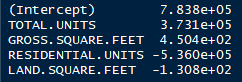 (Intercept) 7.838e+05
TOTAL.UNITS 3.731e+05
GROSS.SQUARE.FEET 4.504e+02
RESIDENTIAL.UNITS -5.360e+05
LAND.SQUARE.FEET -1.308e+02